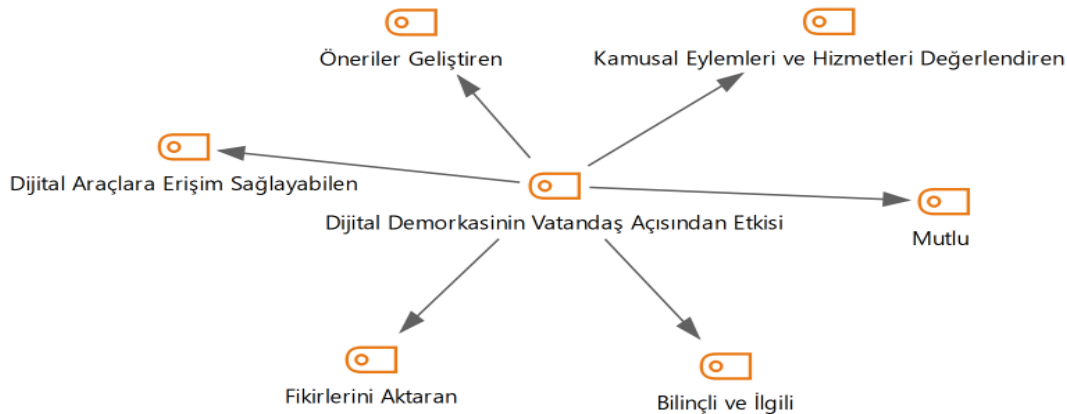 Öneriler Geliştiren
Kamusal Eylemleri ve Hizmetleri Değerlendiren
Dijital Araçlara Erişim Sağlayabilen
Dijital Demorkasinin Vatandaş Açısından Etkisi
Mutlu
Fikirlerini Aktaran
Bilinçli ve İlgili